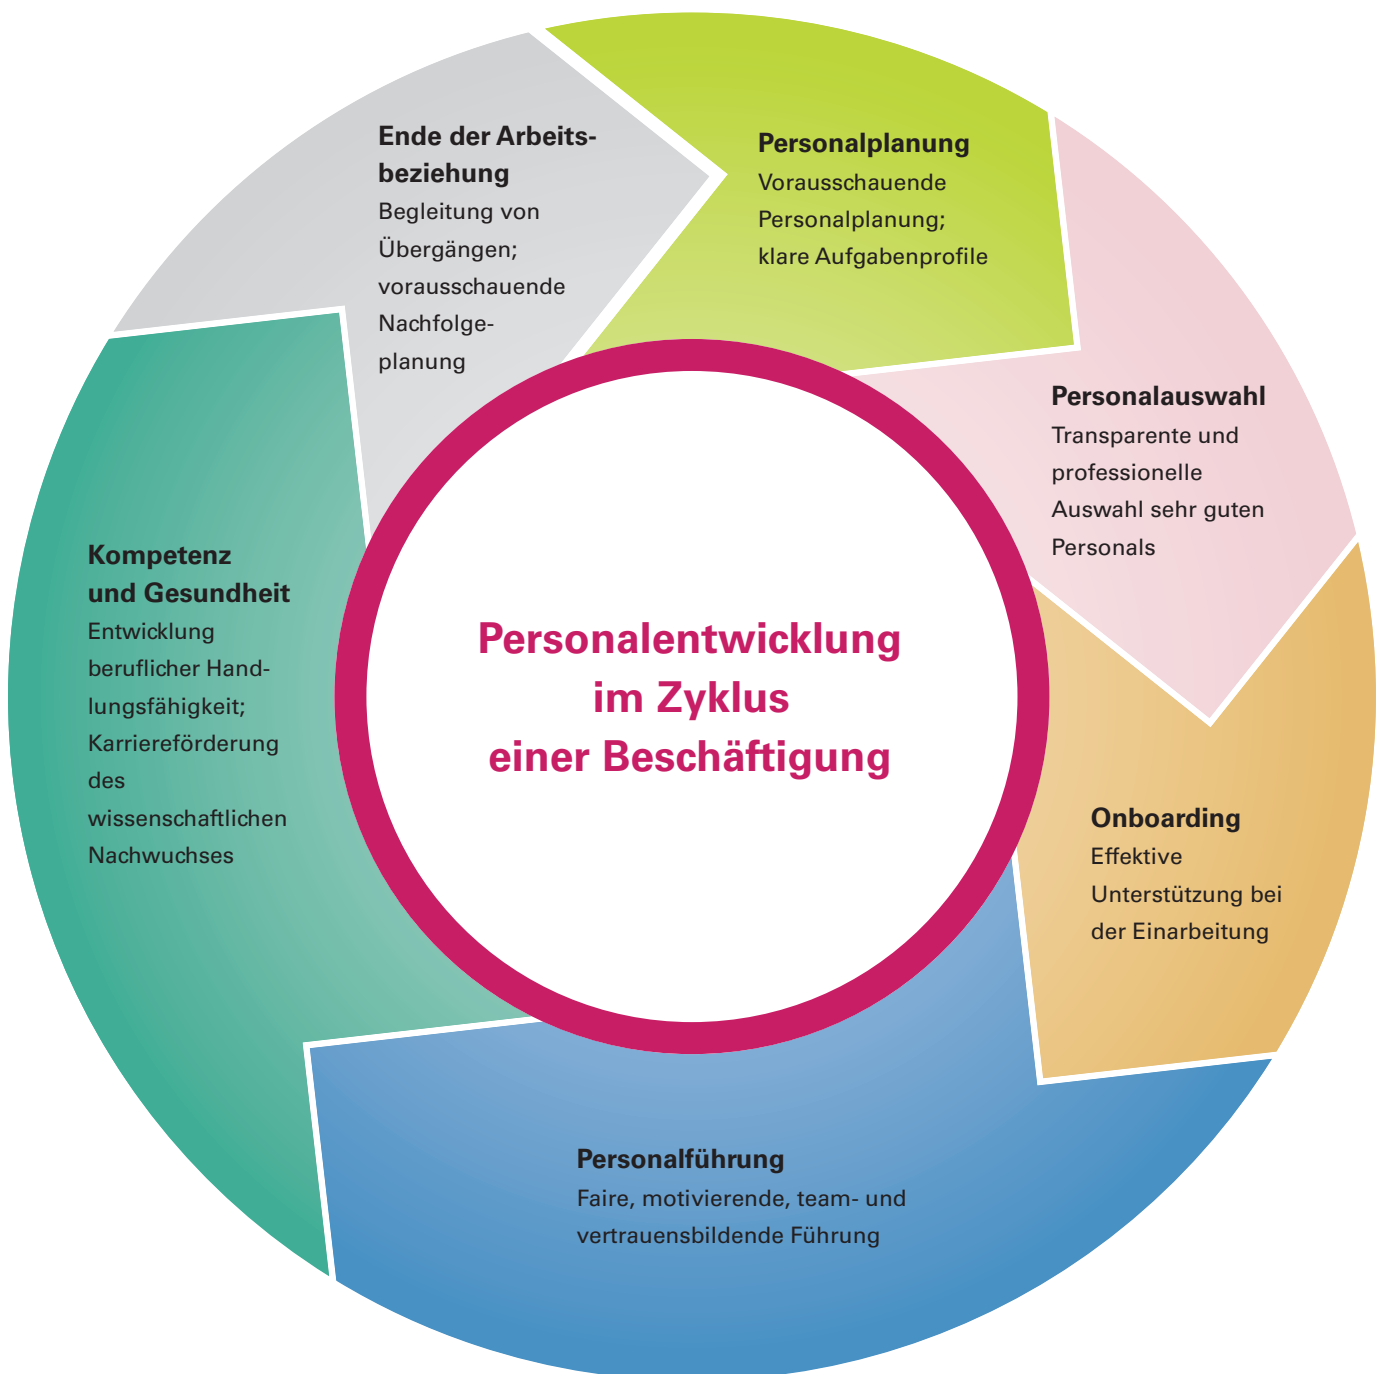 Personalentwicklung
im Zyklus
einer Beschäftigung
Personalplanung
Vorausschauende
Personalplanung;
klare Aufgabenprofile
Personalauswahl
Transparente und
professionelle
Auswahl sehr guten
Personals
Onboarding
Effektive
Unterstützung bei
der Einarbeitung
Personalführung
Faire, motivierende, team- und
vertrauensbildende Führung
Kompetenz
und Gesundheit
Entwicklung
beruflicher Hand-
lungsfähigkeit;
Karriereförderung
des
wissenschaftlichen
Nachwuchses
Ende der Arbeits-
beziehung
Begleitung von
Übergängen;
vorausschauende
Nachfolge-
planung